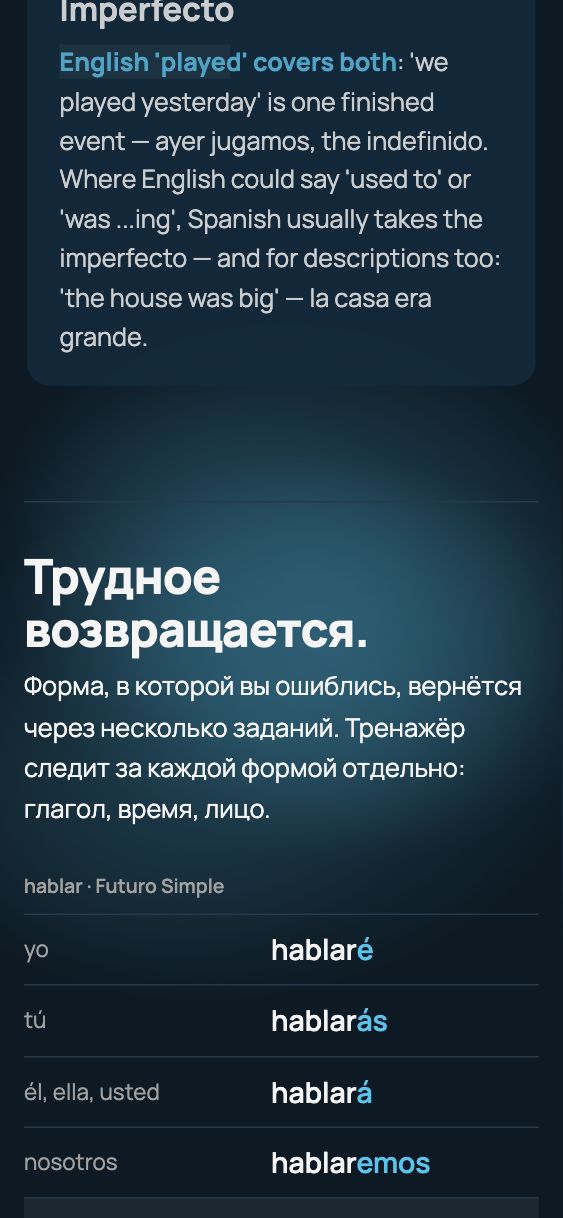 Imperfecto
English 'played' covers both: 'we
played yesterday' is one finished
event — ayer jugamos, the indefinido.
Where English could say 'used to' or
'was ...ing', Spanish usually takes the
imperfecto — and for descriptions too:
'the house was big' — la casa era
grande.
Трудное
возвращается.
Форма, в которой вы ошиблись, вернётся
через несколько заданий. Тренажёр
следит за каждой формой отдельно:
глагол, время, лицо.
hablar · Futuro Simple
yo hablaré
tú hablarás
él, ella, usted hablará
nosotros hablaremos